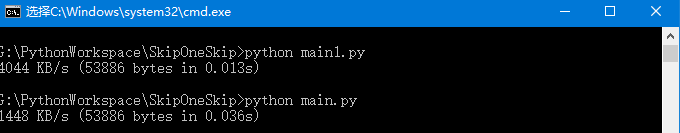 选择C:\Windows\system32\cmd.exe
G:\PythonWorkspace\SkipOneSkip>python main1.py
4044 KB/s (53886 bytes in 0.013s)
G:\PythonWorkspace\SkipOneSkip>python main.py
1448 KB/s (53886 bytes in 0.036s)